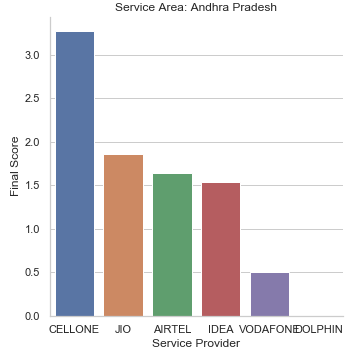 Service Area: Andhra Pradesh
Final Score
3.0
2.5
2.0
1.5
1.0
0.5
0.0
CELLONE JIO AIRTEL IDEA VODAFONE DOLPHIN
Service Provider